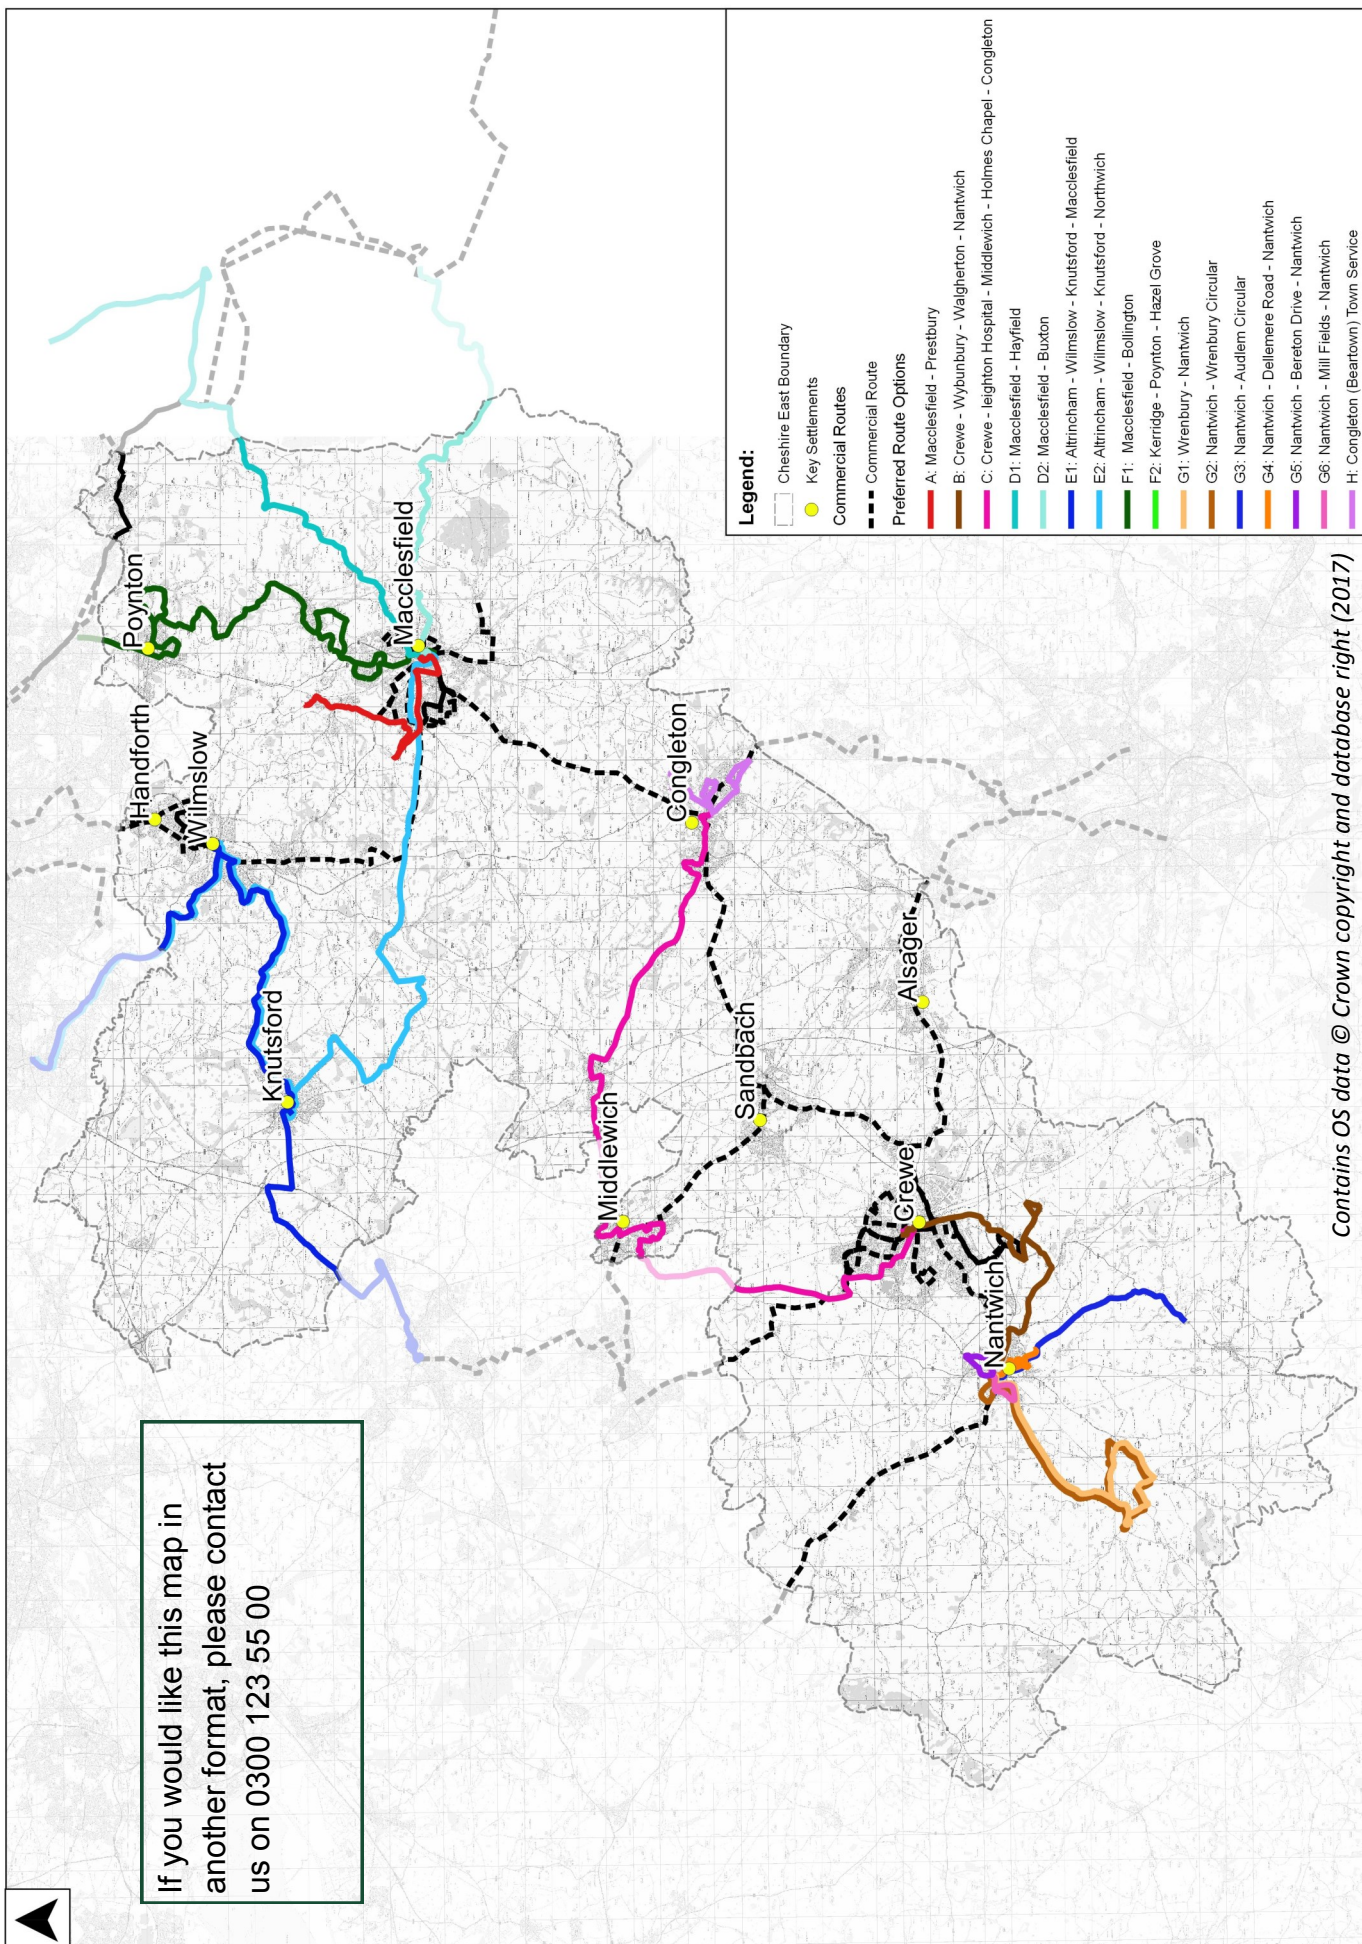 If you would like this map in
another format, please contact
us on 0300 123 55 00
Poynton
Handforth
Wilmslow
Knutsford
Macclesfield
Congleton
Middlewich
Sandbach
Alsager
Crewe
Nantwich
Legend:
Cheshire East Boundary
Key Settlements
Commercial Routes
Commercial Route
Preferred Route Options
A: Macclesfield - Prestbury
B: Crewe - Wybunbury - Walgherton - Nantwich
C: Crewe - leighton Hospital - Middlewich - Holmes Chapel - Congleton
D1: Macclesfield - Hayfield
D2: Macclesfield - Buxton
E1: Altrincham - Wilmslow - Knutsford - Macclesfield
E2: Altrincham - Wilmslow - Knutsford - Northwich
F1: Macclesfield - Bollington
F2: Kerridge - Poynton - Hazel Grove
G1: Wrenbury - Nantwich
G2: Nantwich - Wrenbury Circular
G3: Nantwich - Audlem Circular
G4: Nantwich - Dellemere Road - Nantwich
G5: Nantwich - Bereton Drive - Nantwich
G6: Nantwich - Mill Fields - Nantwich
H: Congleton (Beartown) Town Service
Contains OS data © Crown copyright and database right (2017)